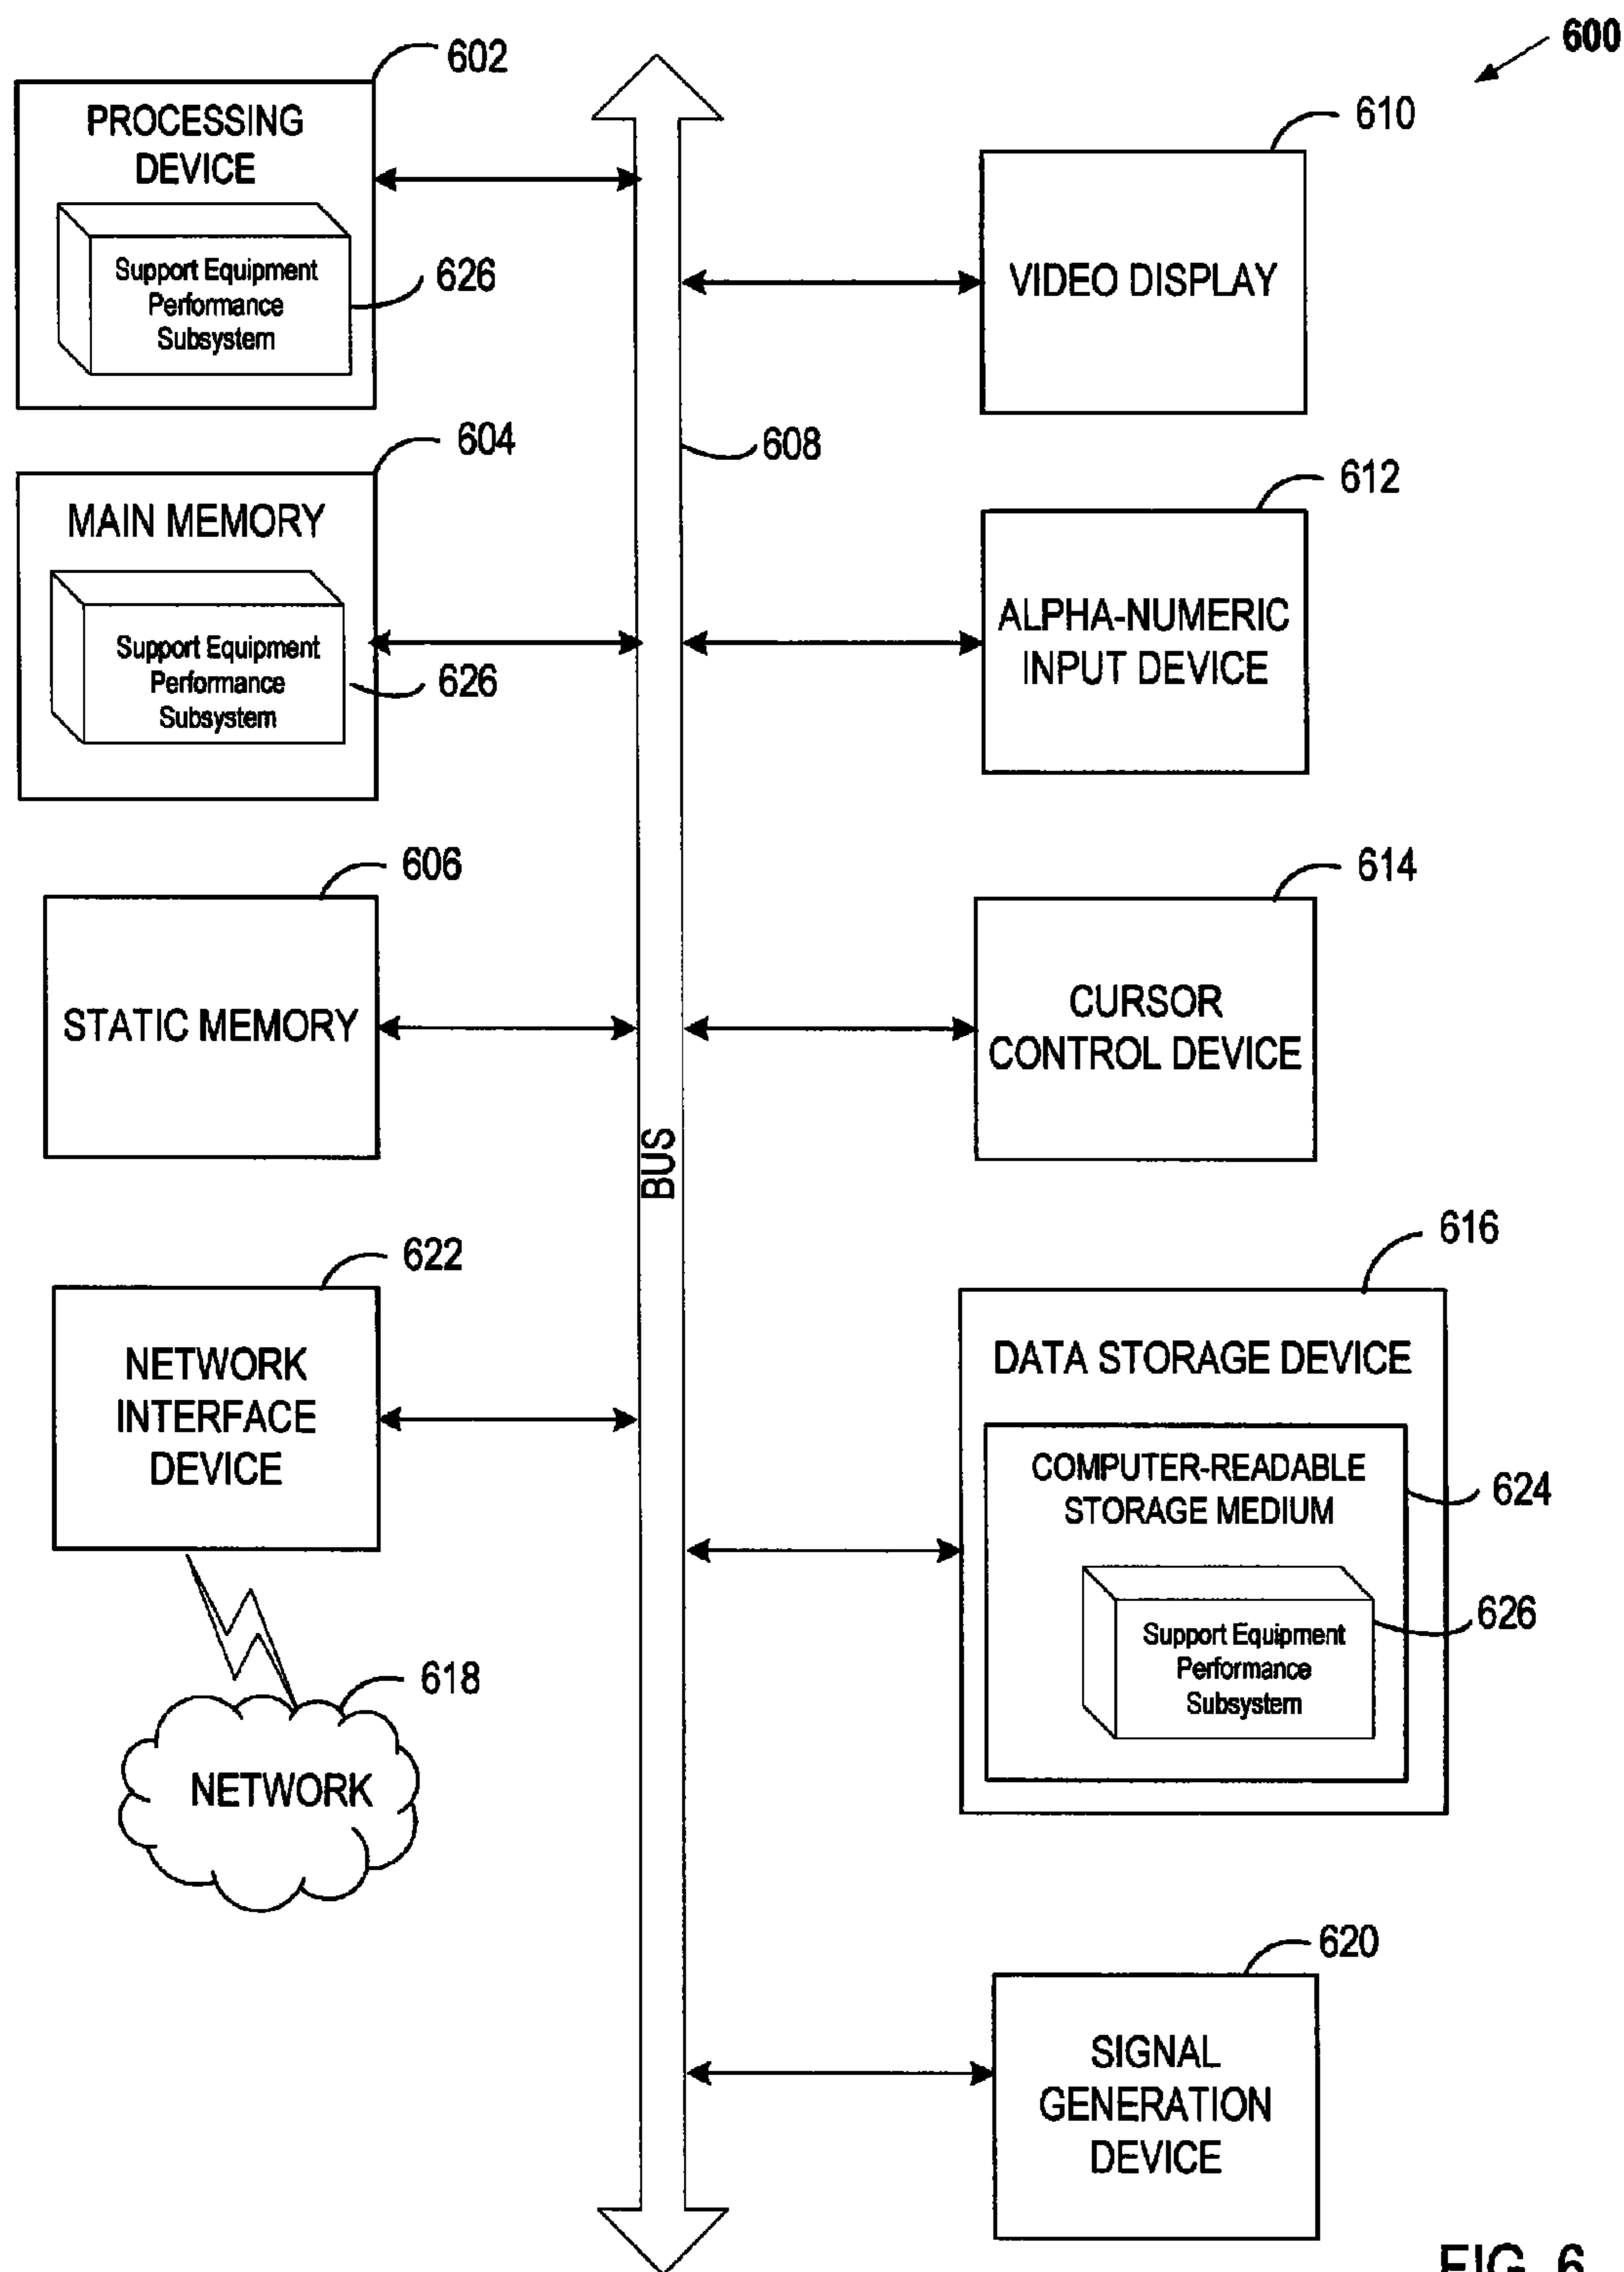 600
602
PROCESSING
DEVICE
Support Equipment
Performance
Subsystem
626
610
VIDEO DISPLAY
604
MAIN MEMORY
Support Equipment
Performance
Subsystem
626
608
612
ALPHA-NUMERIC
INPUT DEVICE
606
STATIC MEMORY
614
CURSOR
CONTROL DEVICE
BUS
622
NETWORK
INTERFACE
DEVICE
616
DATA STORAGE DEVICE
COMPUTER-READABLE
STORAGE MEDIUM
624
Support Equipment
Performance
Subsystem
626
618
NETWORK
620
SIGNAL
GENERATION
DEVICE
FIG. 6